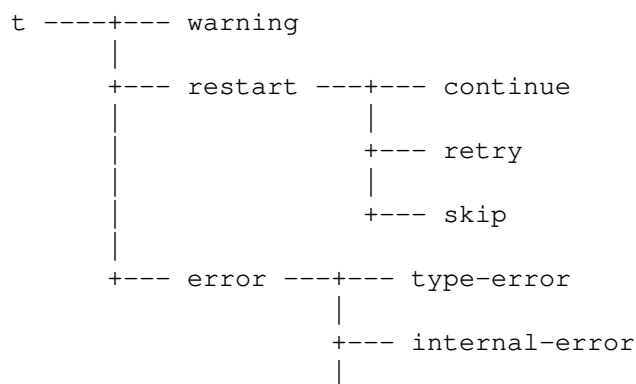 t ----+--- warning
      |
      +--- restart ---+--- continue
      |               |
      |               +--- retry
      |               |
      |               +--- skip
      |
      +--- error ---+--- type-error
                    |
                    +--- internal-error
                    |